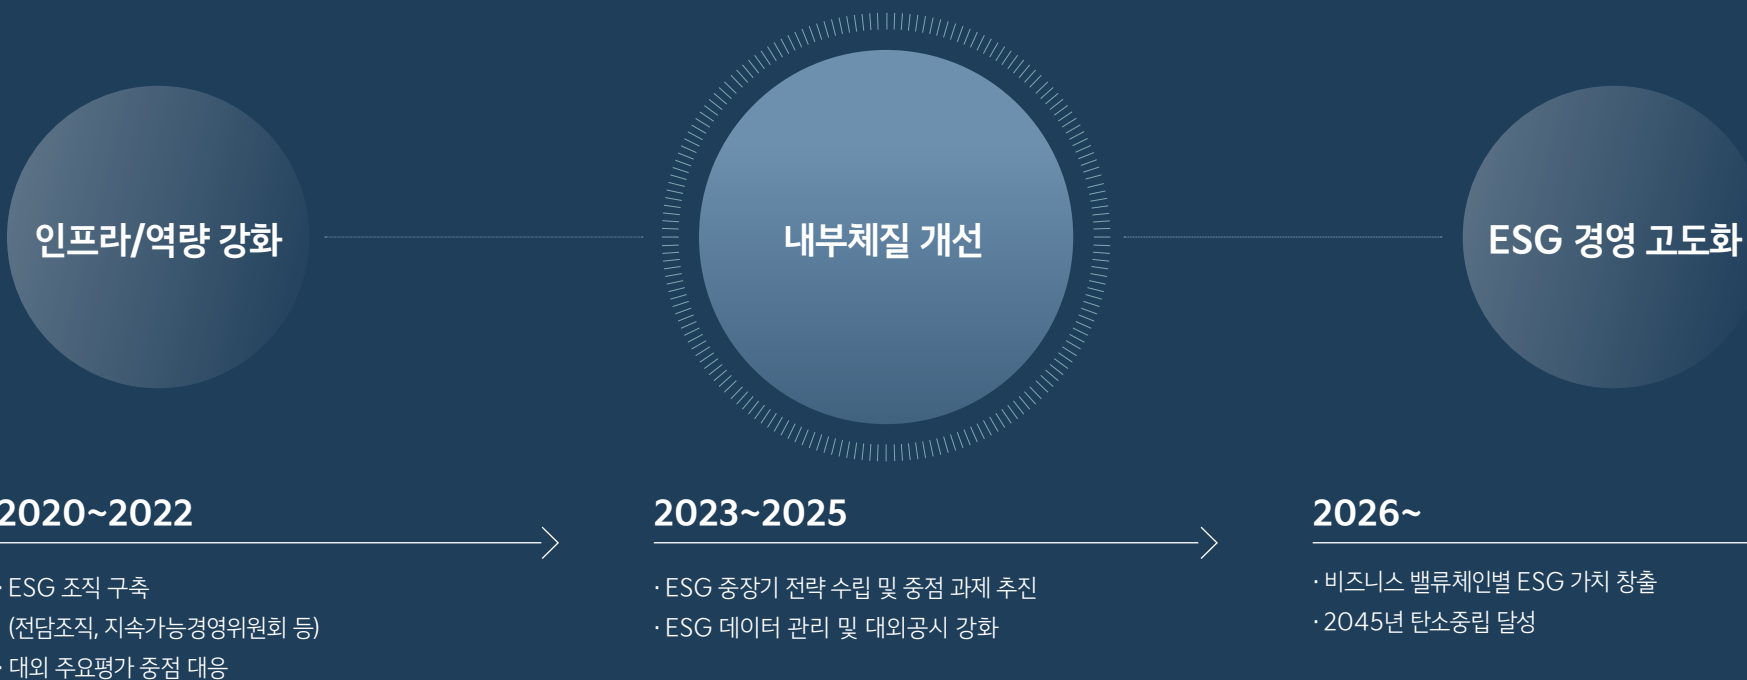 인프라/역량 강화
내부체질 개선
ESG 경영 고도화
2020~2022
· ESG 조직 구축
(전담조직, 지속가능경영위원회 등)
· 대외 주요평가 중점 대응
2023~2025
· ESG 중장기 전략 수립 및 중점 과제 추진
· ESG 데이터 관리 및 대외공시 강화
2026~
· 비즈니스 밸류체인별 ESG 가치 창출
· 2045년 탄소중립 달성